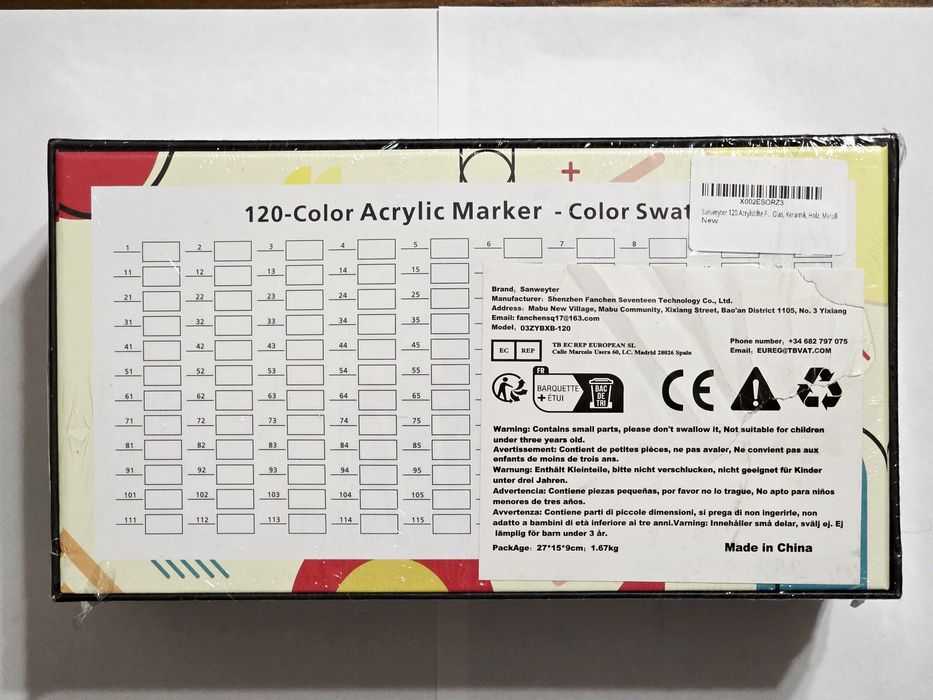 120-Color Acrylic Marker - Color Swat
X002ESORZ3
Sanweyter 120 Acrylstifte F... Glas, Keramik, Holz, Metall
New
1 2 3 4 5 6 7 8
11 12 13 14 15
21 22 23 24 25
31 32 33 34 35
41 42 43 44 45
51 52 53 54 55
61 62 63 64 65
71 72 73 74 75
81 82 83 84 85
91 92 93 94 95
101 102 103 104 105
111 112 113 114 115
Brand: Sanweyter
Manufacturer: Shenzhen Fanchen Seventeen Technology Co., Ltd.
Address: Mabu New Village, Mabu Community, Xixiang Street, Bao'an District 1105, No. 3 Yixiang
Email: fanchensq17@163.com
Model: 03ZYBXB-120
EC REP
TB EC REP EUROPEAN SL
Calle Marcelo Usera 60, I.C. Madrid 28026 Spain
Phone number: +34 682 797 075
Email: EUREG@TBVAT.COM
FR
BARQUETTE
+ ÉTUI
BAC
DE
TRI
CE
Warning: Contains small parts, please don't swallow it, Not suitable for children
under three years old.
Avertissement: Contient de petites pièces, ne pas avaler, Ne convient pas aux
enfants de moins de trois ans.
Warnung: Enthält Kleinteile, bitte nicht verschlucken, nicht geeignet für Kinder
unter drei Jahren.
Advertencia: Contiene piezas pequeñas, por favor no lo trague, No apto para niños
menores de tres años.
Avvertenza: Contiene parti di piccole dimensioni, si prega di non ingerirle, non
adatto a bambini di età inferiore ai tre anni.Varning: Innehåller små delar, svälj ej. Ej
lämplig för barn under 3 år.
PackAge: 27*15*9cm; 1.67kg
Made in China